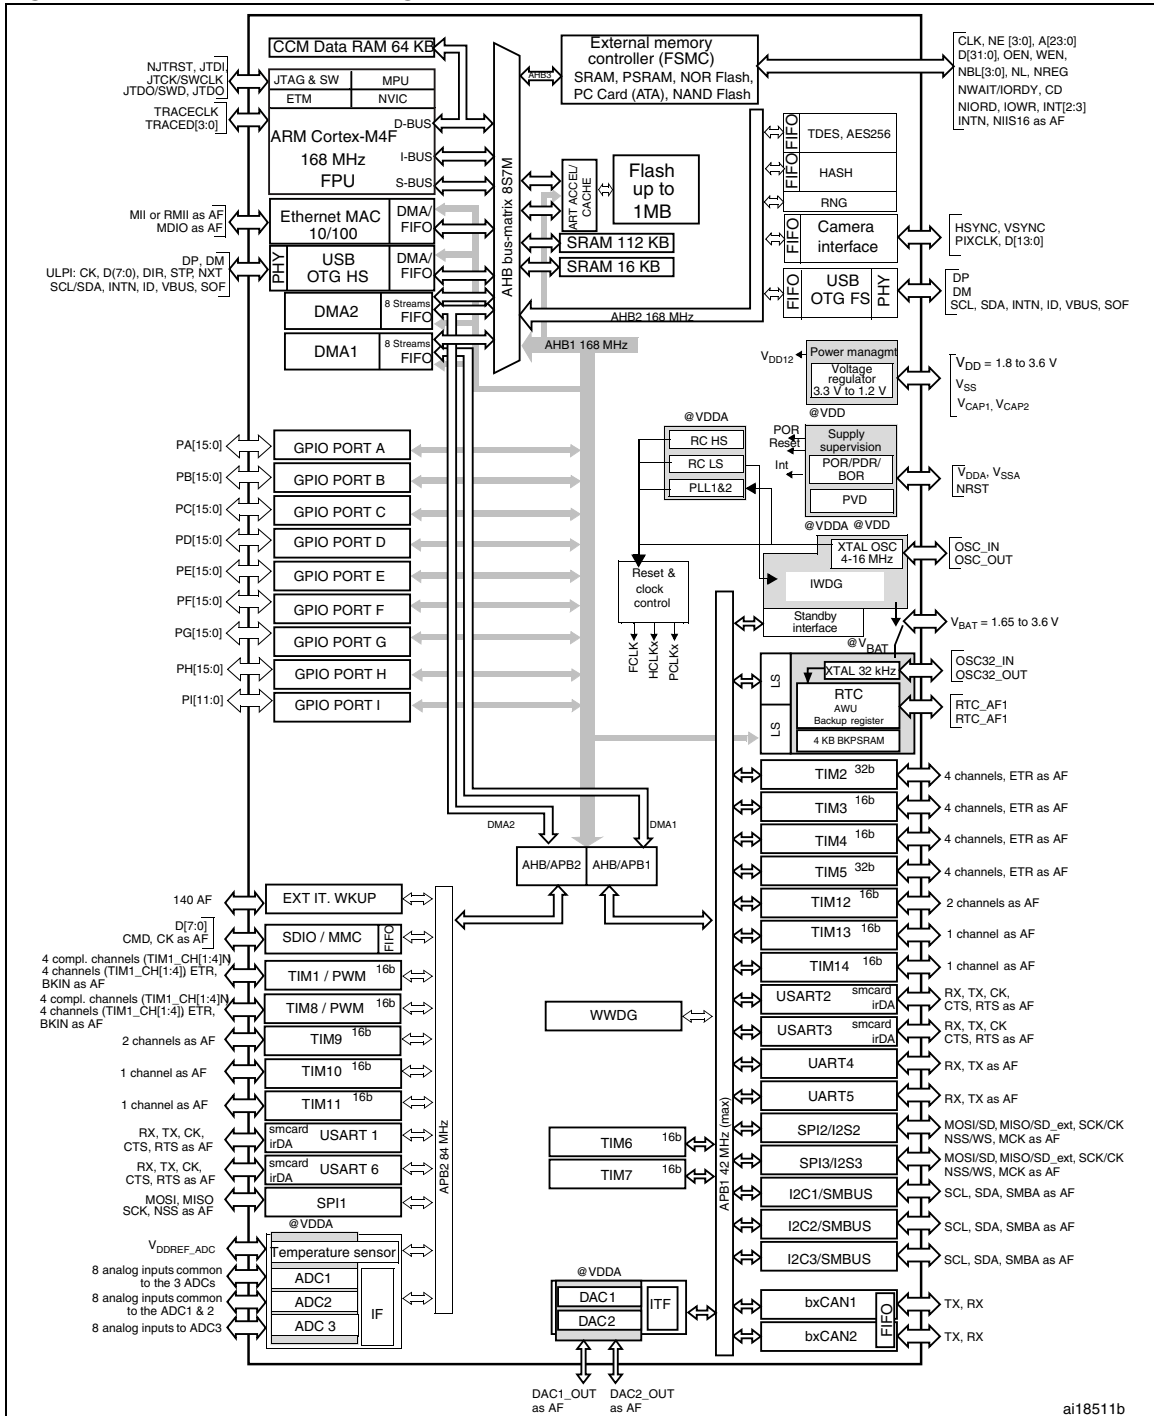 CCM Data RAM 64 KB
External memory
controller (FSMC)
SRAM, PSRAM, NOR Flash,
PC Card (ATA), NAND Flash
CLK, NE [3:0], A[23:0]
D[31:0], OEN, WEN,
NBL[3:0], NL, NREG
NWAIT/IORDY, CD
NIORD, IOWR, INT[2:3]
INTN, NIIS16 as AF
NJTRST, JTDI,
JTCK/SWCLK
JTDO/SWD, JTDO
TRACECLK
TRACED[3:0]
JTAG & SW
MPU
ETM
NVIC
ARM Cortex-M4F
168 MHz
FPU
D-BUS
I-BUS
S-BUS
AHB3
AHB bus-matrix 8S7M
ART ACCEL/
CACHE
Flash
up to
1MB
SRAM 112 KB
SRAM 16 KB
AHB2 168 MHz
AHB1 168 MHz
FIFO
TDES, AES256
FIFO
HASH
RNG
FIFO
Camera
interface
HSYNC, VSYNC
PIXCLK, D[13:0]
FIFO
USB
OTG FS
PHY
DP
DM
SCL, SDA, INTN, ID, VBUS, SOF
MII or RMII as AF
MDIO as AF
Ethernet MAC
10/100
DMA/
FIFO
DP, DM
ULPI: CK, D(7:0), DIR, STP, NXT
SCL/SDA, INTN, ID, VBUS, SOF
PHY
USB
OTG HS
DMA/
FIFO
DMA2
8 Streams
FIFO
DMA1
8 Streams
FIFO
VDD12
Power managmt
Voltage
regulator
3.3 V to 1.2 V
@VDD
VDD = 1.8 to 3.6 V
VSS
VCAP1, VCAP2
POR
Reset
Int
Supply
supervision
POR/PDR/
BOR
PVD
VDDA, VSSA
NRST
@VDDA
RC HS
RC LS
PLL1&2
@VDDA @VDD
XTAL OSC
4-16 MHz
IWDG
OSC_IN
OSC_OUT
Reset &
clock
control
FCLK
HCLKx
PCLKx
Standby
interface
VBAT = 1.65 to 3.6 V
@VBAT
LS
LS
XTAL 32 kHz
RTC
AWU
Backup register
4 KB BKPSRAM
OSC32_IN
OSC32_OUT
RTC_AF1
RTC_AF1
PA[15:0]
GPIO PORT A
PB[15:0]
GPIO PORT B
PC[15:0]
GPIO PORT C
PD[15:0]
GPIO PORT D
PE[15:0]
GPIO PORT E
PF[15:0]
GPIO PORT F
PG[15:0]
GPIO PORT G
PH[15:0]
GPIO PORT H
PI[11:0]
GPIO PORT I
DMA2
DMA1
AHB/APB2
AHB/APB1
TIM2 32b
4 channels, ETR as AF
TIM3 16b
4 channels, ETR as AF
TIM4 16b
4 channels, ETR as AF
TIM5 32b
4 channels, ETR as AF
TIM12 16b
2 channels as AF
TIM13 16b
1 channel as AF
TIM14 16b
1 channel as AF
USART2 smcard
irDA
RX, TX, CK,
CTS, RTS as AF
USART3 smcard
irDA
RX, TX, CK
CTS, RTS as AF
UART4
RX, TX as AF
UART5
RX, TX as AF
SPI2/I2S2
MOSI/SD, MISO/SD_ext, SCK/CK
NSS/WS, MCK as AF
SPI3/I2S3
MOSI/SD, MISO/SD_ext, SCK/CK
NSS/WS, MCK as AF
I2C1/SMBUS
SCL, SDA, SMBA as AF
I2C2/SMBUS
SCL, SDA, SMBA as AF
I2C3/SMBUS
SCL, SDA, SMBA as AF
bxCAN1
TX, RX
bxCAN2
TX, RX
FIFO
APB1 42 MHz (max)
WWDG
TIM6 16b
TIM7 16b
@VDDA
DAC1
DAC2
ITF
DAC1_OUT
as AF
DAC2_OUT
as AF
140 AF
EXT IT. WKUP
D[7:0]
CMD, CK as AF
SDIO / MMC
FIFO
4 compl. channels (TIM1_CH[1:4]N
4 channels (TIM1_CH[1:4]) ETR,
BKIN as AF
TIM1 / PWM 16b
4 compl. channels (TIM1_CH[1:4]N
4 channels (TIM1_CH[1:4]) ETR,
BKIN as AF
TIM8 / PWM 16b
2 channels as AF
TIM9 16b
1 channel as AF
TIM10 16b
1 channel as AF
TIM11 16b
RX, TX, CK,
CTS, RTS as AF
smcard
irDA
USART 1
RX, TX, CK,
CTS, RTS as AF
smcard
irDA
USART 6
MOSI, MISO
SCK, NSS as AF
SPI1
APB2 84 MHz
@VDDA
VDDREF_ADC
Temperature sensor
8 analog inputs common
to the 3 ADCs
ADC1
8 analog inputs common
to the ADC1 & 2
ADC2
8 analog inputs to ADC3
ADC 3
IF
ai18511b